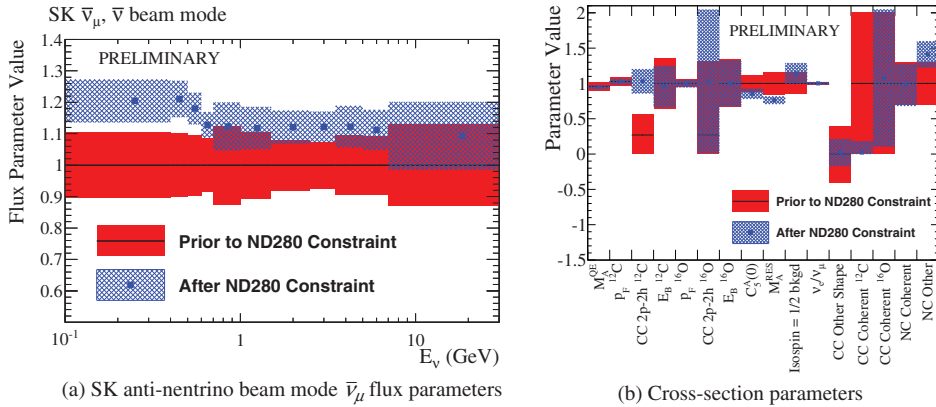 SK ν̄μ, ν̄ beam mode
PRELIMINARY
Flux Parameter Value
1.4
1.3
1.2
1.1
1
0.9
0.8
0.7
0.6
Prior to ND280 Constraint
After ND280 Constraint
10⁻¹ 1 10
Eν (GeV)
(a) SK anti-nentrino beam mode ν̄μ flux parameters
PRELIMINARY
Parameter Value
2
1.5
1
0.5
0
-0.5
-1
-1.5
Prior to ND280 Constraint
After ND280 Constraint
M_A^QE
p_F ¹²C
CC 2p-2h ¹²C
E_B ¹²C
p_F ¹⁶O
CC 2p-2h ¹⁶O
E_B ¹⁶O
C_5^A(0)
M_A^RES
Isospin = 1/2 bkgd
νe/νμ
CC Other Shape
CC Coherent ¹²C
CC Coherent ¹⁶O
NC Coherent
NC Other
(b) Cross-section parameters